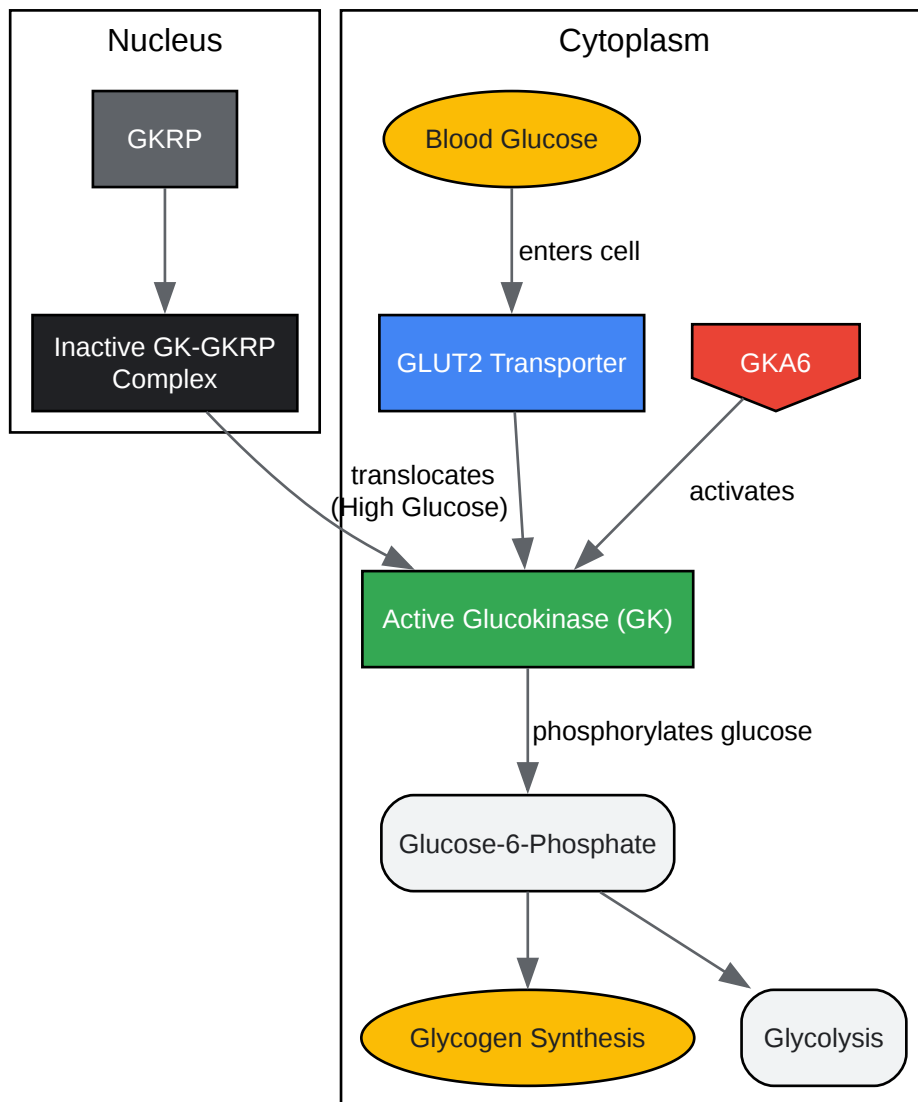 Nucleus
Cytoplasm
GKRP
Blood Glucose
enters cell
Inactive GK-GKRP
Complex
GLUT2 Transporter
GKA6
translocates
(High Glucose)
activates
Active Glucokinase (GK)
phosphorylates glucose
Glucose-6-Phosphate
Glycogen Synthesis
Glycolysis